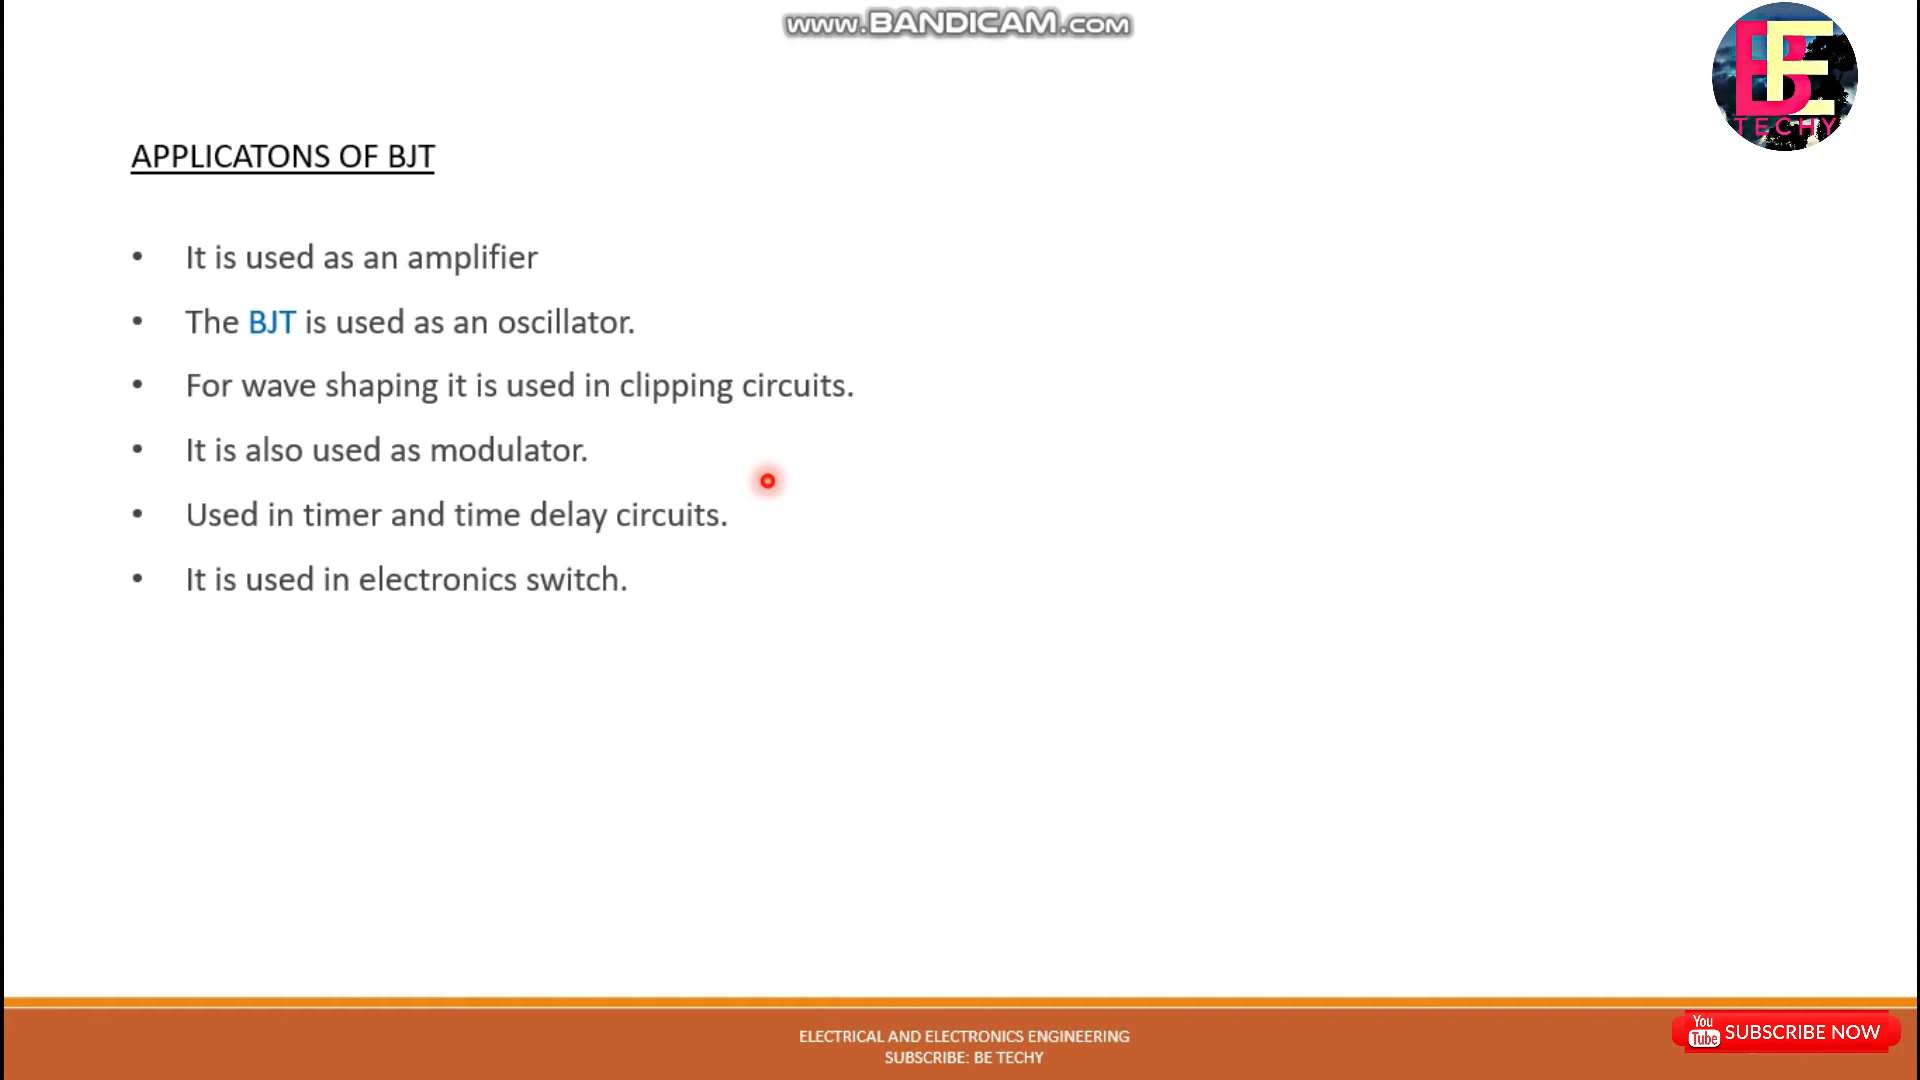 www.BANDICAM.com
BE
TECHY
APPLICATONS OF BJT
• It is used as an amplifier
• The BJT is used as an oscillator.
• For wave shaping it is used in clipping circuits.
• It is also used as modulator.
• Used in timer and time delay circuits.
• It is used in electronics switch.
ELECTRICAL AND ELECTRONICS ENGINEERING
SUBSCRIBE: BE TECHY
You Tube SUBSCRIBE NOW